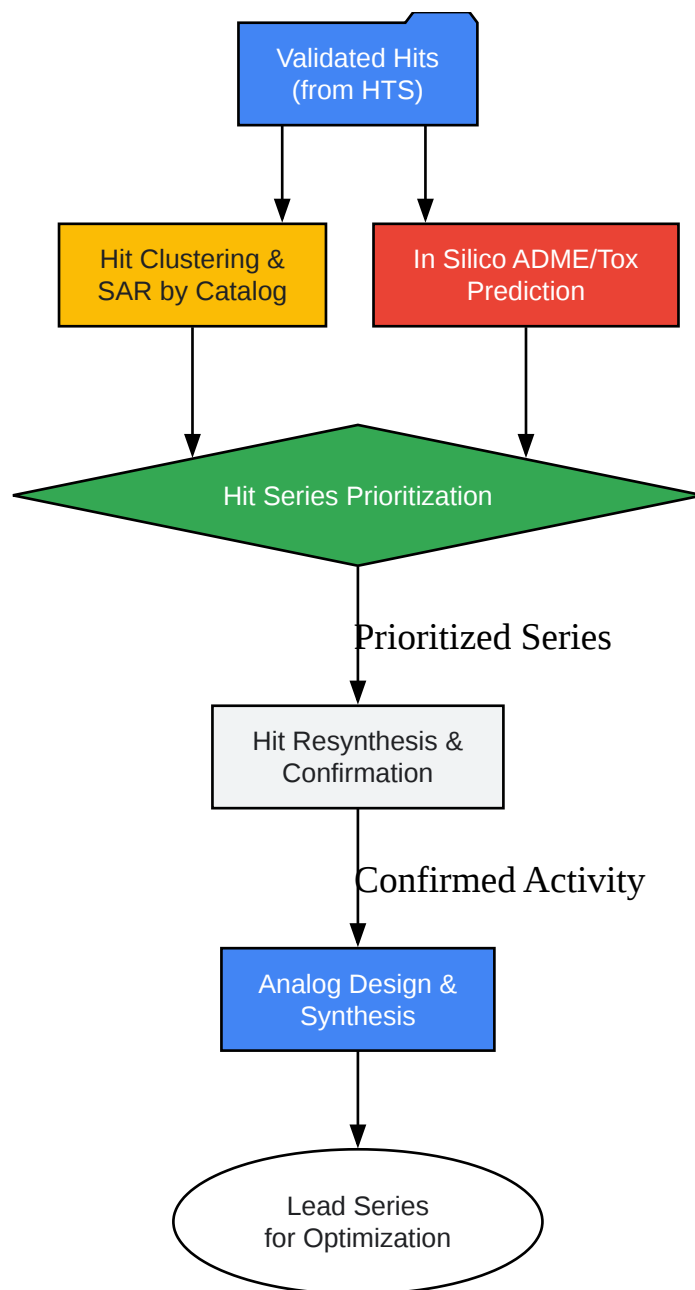 Validated Hits
(from HTS)
Hit Clustering &
SAR by Catalog
In Silico ADME/Tox
Prediction
Hit Series Prioritization
Prioritized Series
Hit Resynthesis &
Confirmation
Confirmed Activity
Analog Design &
Synthesis
Lead Series
for Optimization